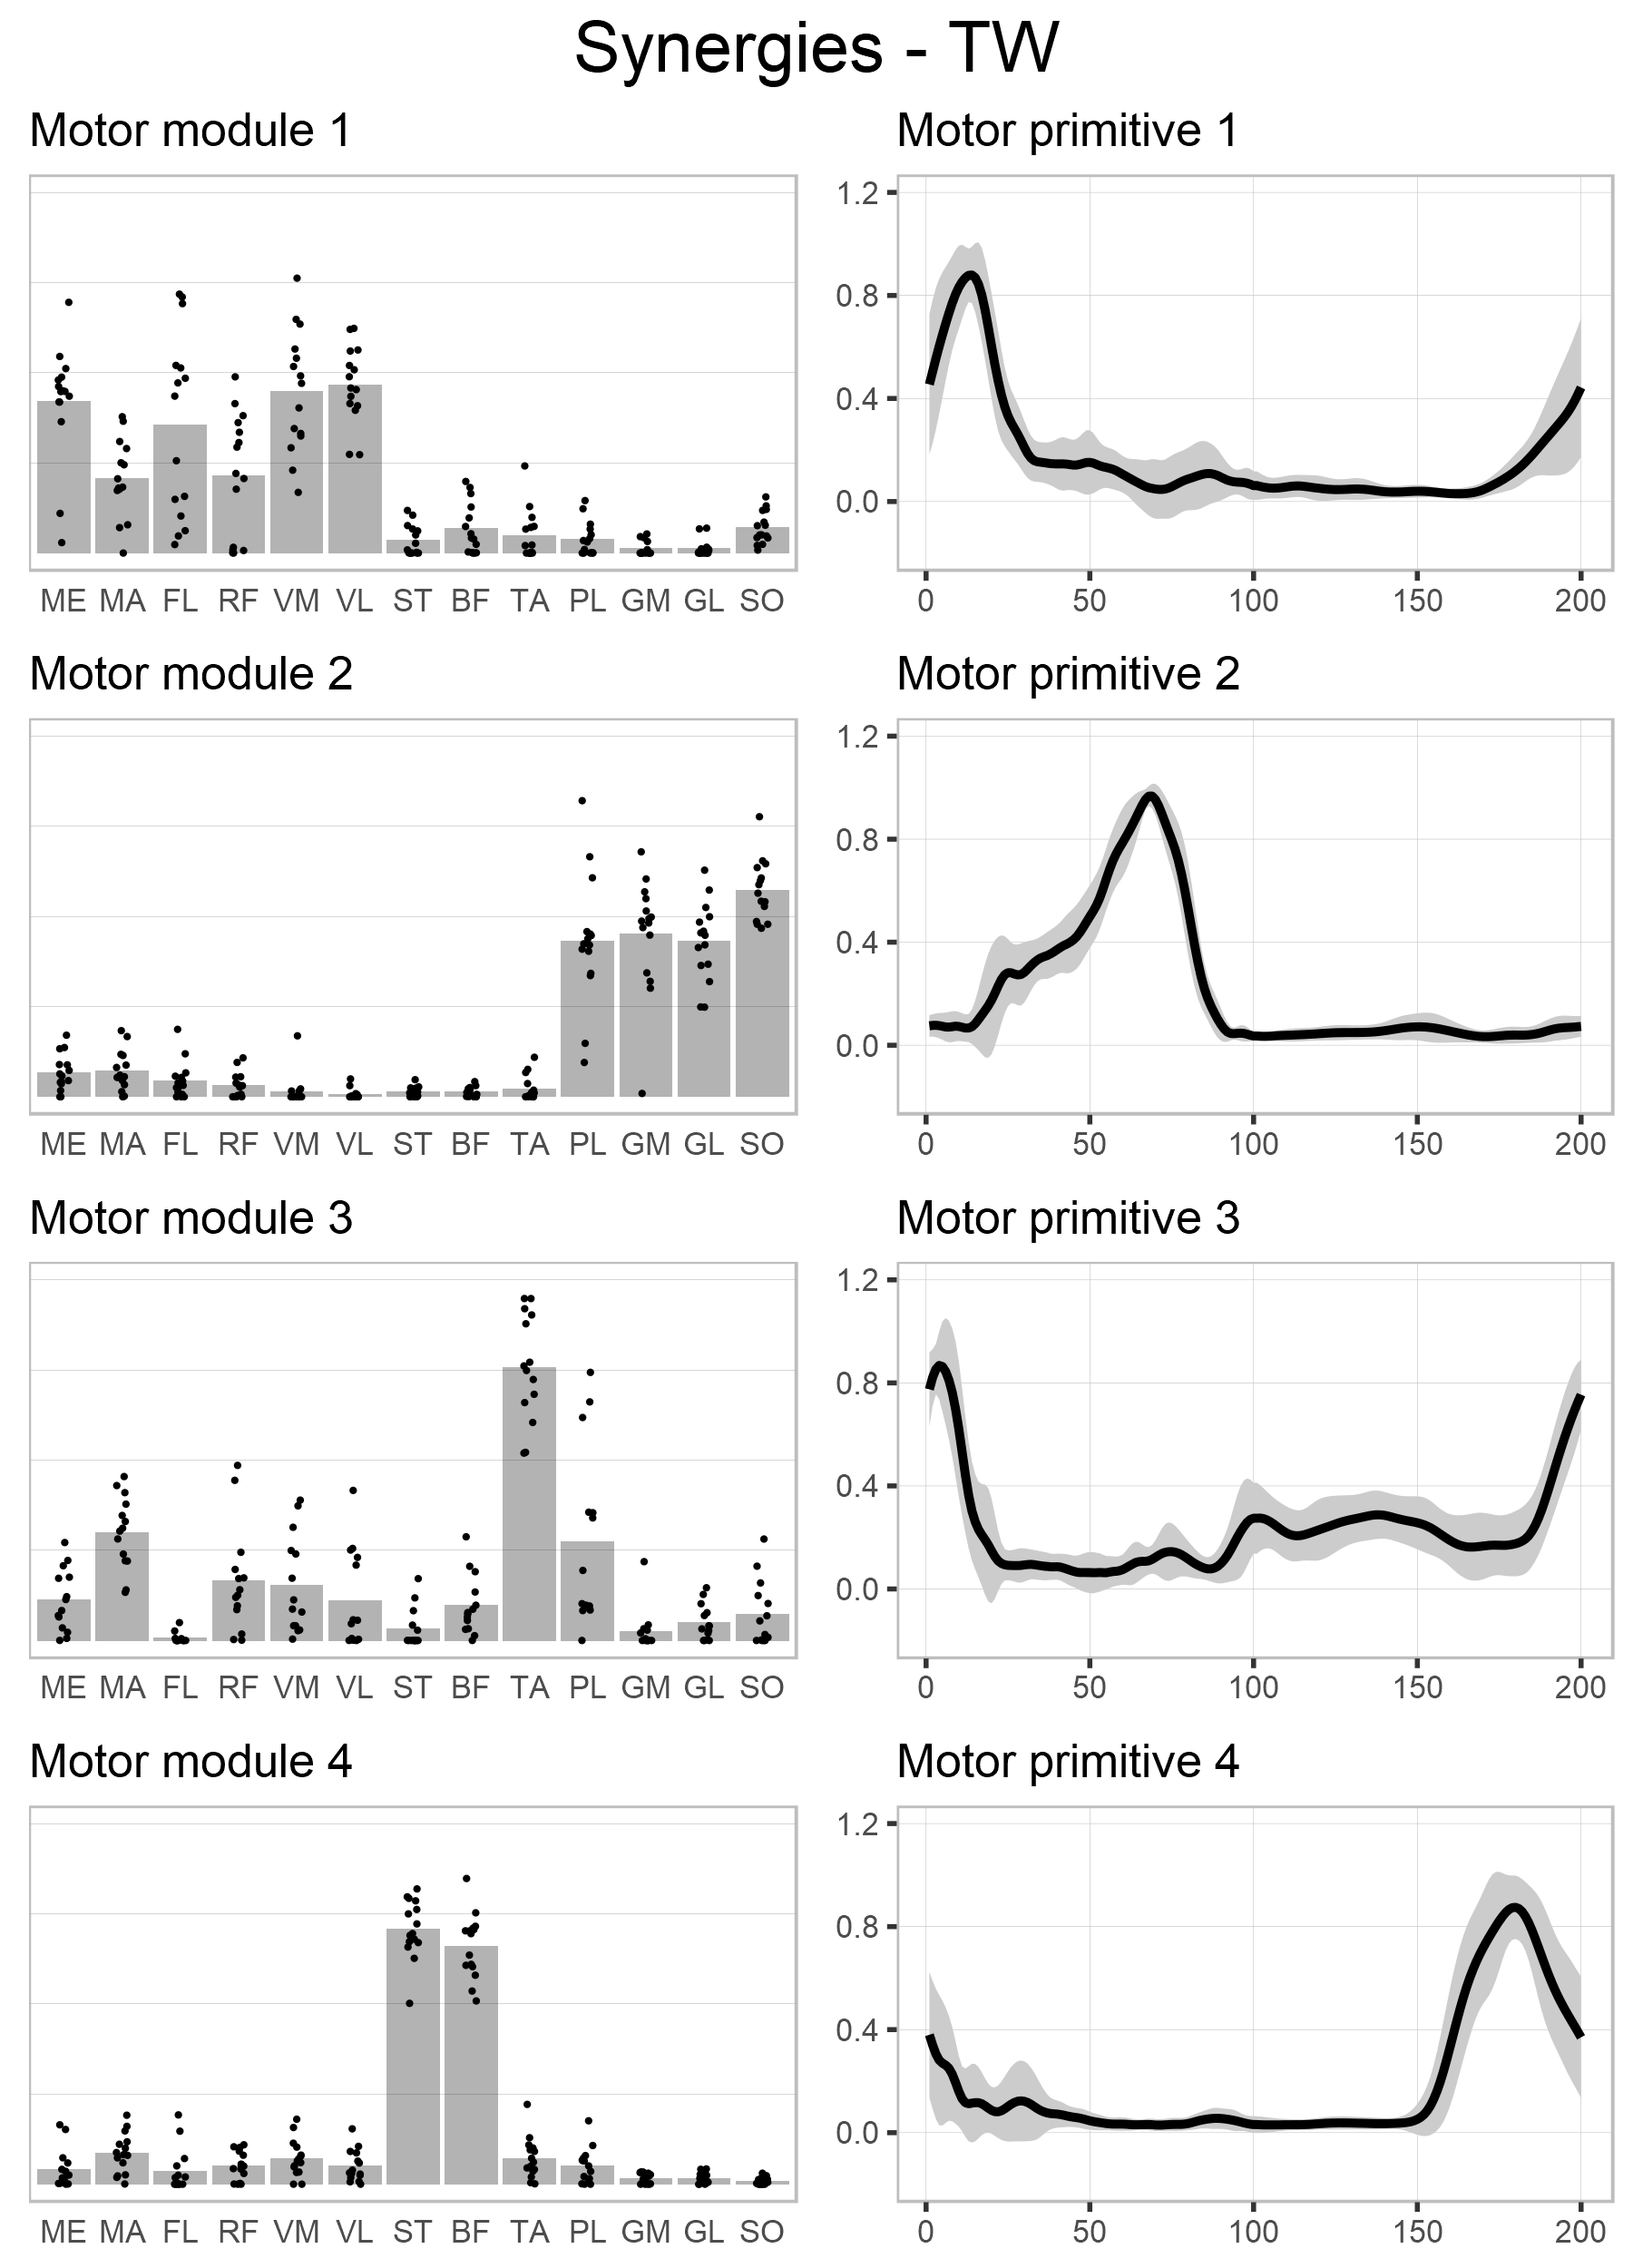 Synergies - TW
Motor module 1
Motor primitive 1
1.2
0.8
0.4
0.0
ME MA FL RF VM VL ST BF TA PL GM GL SO
0 50 100 150 200
Motor module 2
Motor primitive 2
1.2
0.8
0.4
0.0
ME MA FL RF VM VL ST BF TA PL GM GL SO
0 50 100 150 200
Motor module 3
Motor primitive 3
1.2
0.8
0.4
0.0
ME MA FL RF VM VL ST BF TA PL GM GL SO
0 50 100 150 200
Motor module 4
Motor primitive 4
1.2
0.8
0.4
0.0
ME MA FL RF VM VL ST BF TA PL GM GL SO
0 50 100 150 200